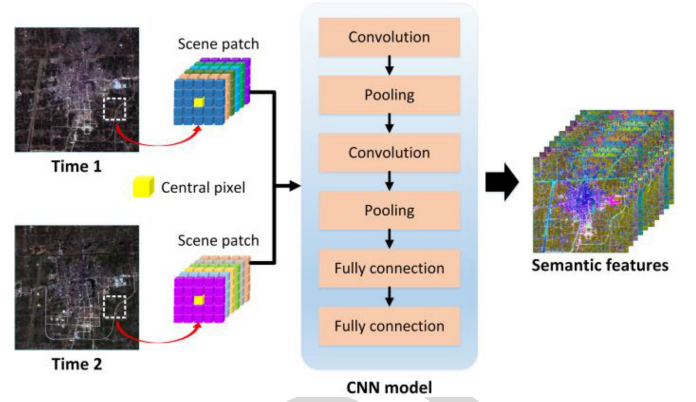 Scene patch
Time 1
Central pixel
Scene patch
Time 2
Convolution
Pooling
Convolution
Pooling
Fully connection
Fully connection
CNN model
Semantic features